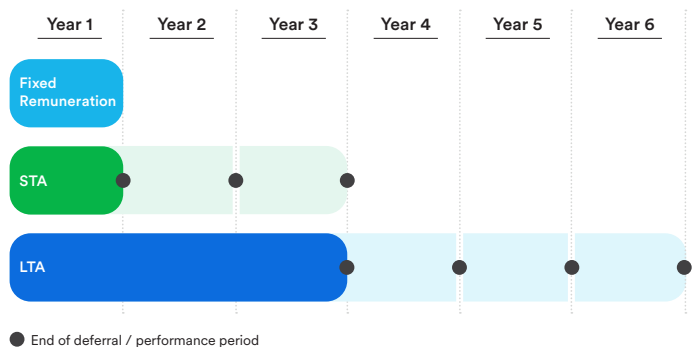 Year 1 Year 2 Year 3 Year 4 Year 5 Year 6
Fixed
Remuneration
STA
LTA
End of deferral / performance period